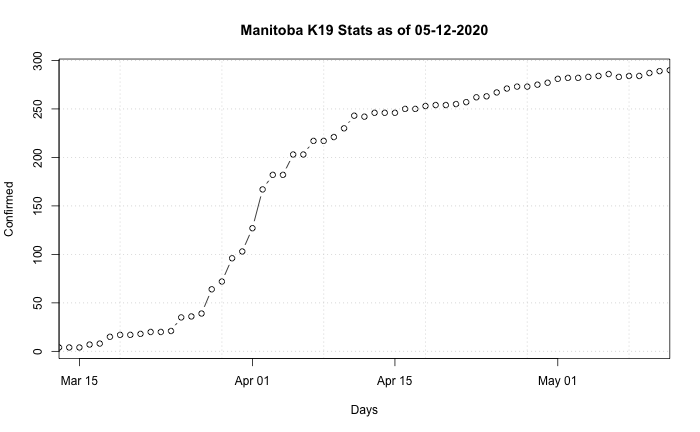 Manitoba K19 Stats as of 05-12-2020
300
250
200
150
100
50
0
Confirmed
Mar 15
Apr 01
Apr 15
May 01
Days